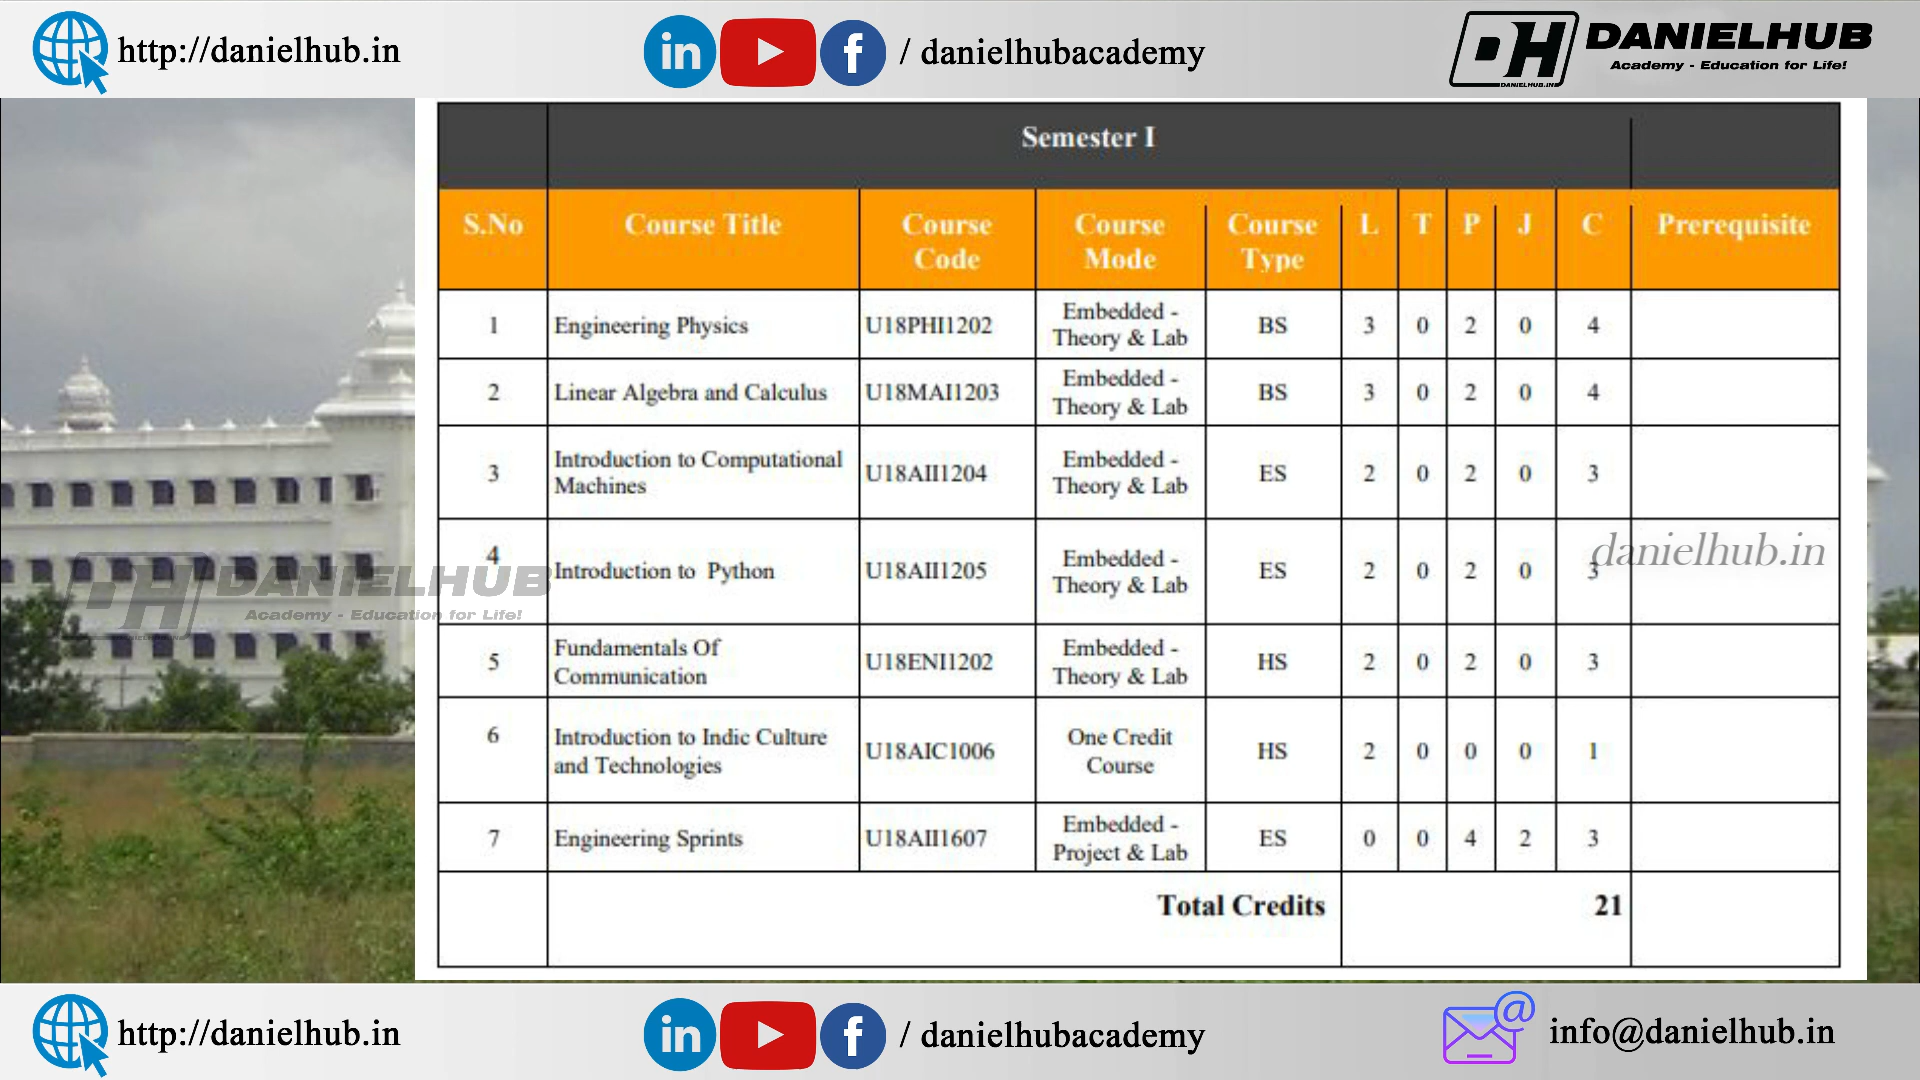 http://danielhub.in
in f / danielhubacademy
DH DANIELHUB
Academy - Education for Life!
DANIELHUB.IN
Semester I
S.No Course Title Course Code Course Mode Course Type L T P J C Prerequisite
1 Engineering Physics U18PHI1202 Embedded - Theory & Lab BS 3 0 2 0 4
2 Linear Algebra and Calculus U18MAI1203 Embedded - Theory & Lab BS 3 0 2 0 4
3 Introduction to Computational Machines U18AII1204 Embedded - Theory & Lab ES 2 0 2 0 3
4 Introduction to Python U18AII1205 Embedded - Theory & Lab ES 2 0 2 0 3
danielhub.in
DH DANIELHUB
Academy - Education for Life!
5 Fundamentals Of Communication U18ENI1202 Embedded - Theory & Lab HS 2 0 2 0 3
6 Introduction to Indic Culture and Technologies U18AIC1006 One Credit Course HS 2 0 0 0 1
7 Engineering Sprints U18AII1607 Embedded - Project & Lab ES 0 0 4 2 3
Total Credits 21
http://danielhub.in
in f / danielhubacademy
@ info@danielhub.in